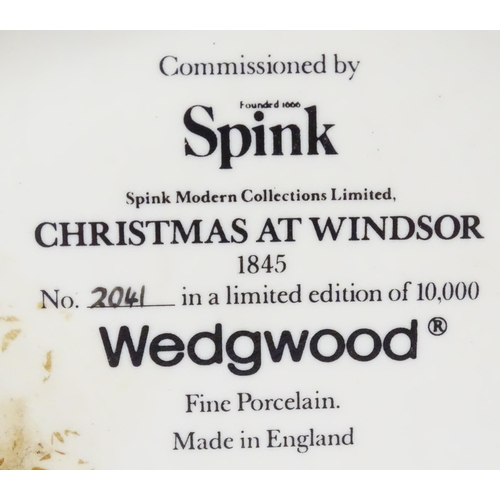 Commissioned by
Founded 1666
Spink
Spink Modern Collections Limited,
CHRISTMAS AT WINDSOR
1845
No. 2041 in a limited edition of 10,000
Wedgwood®
Fine Porcelain.
Made in England